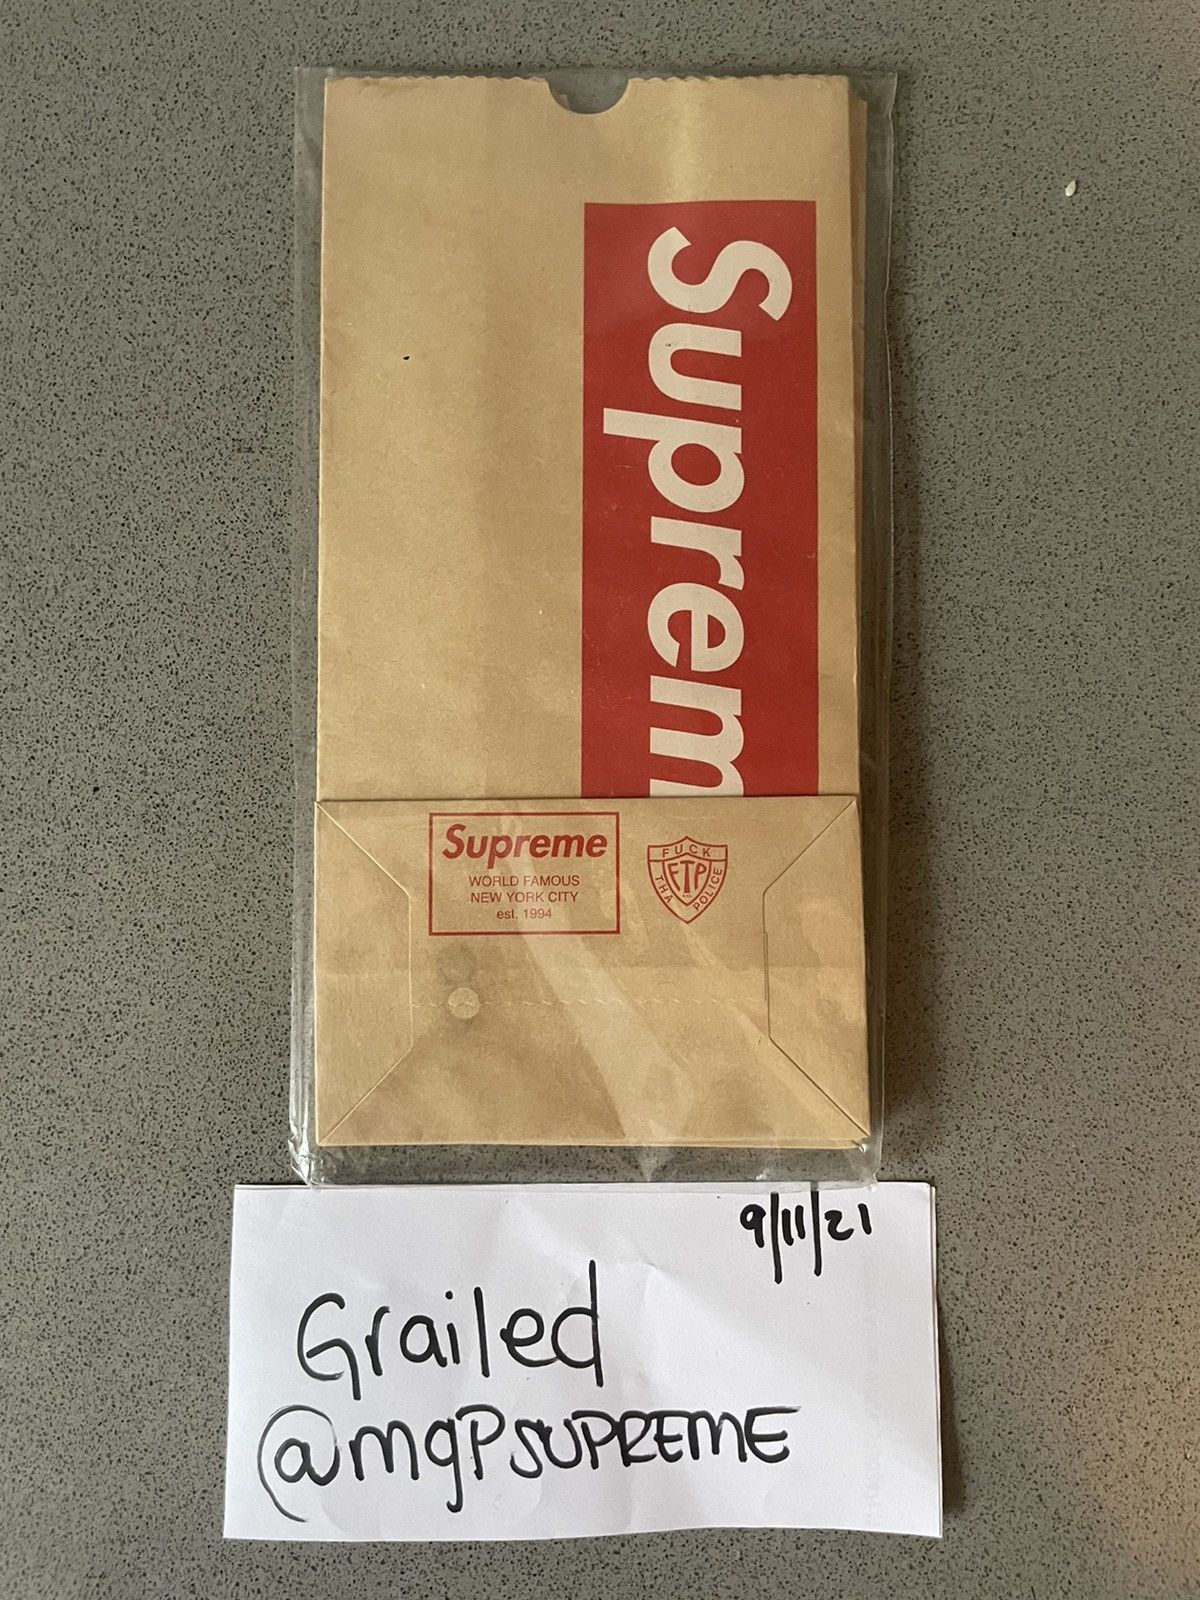 Suprem
Supreme
WORLD FAMOUS
NEW YORK CITY
est. 1994
FUCK
THA
POLICE
FTP
9/11/21
Grailed
@mgPSUPREME